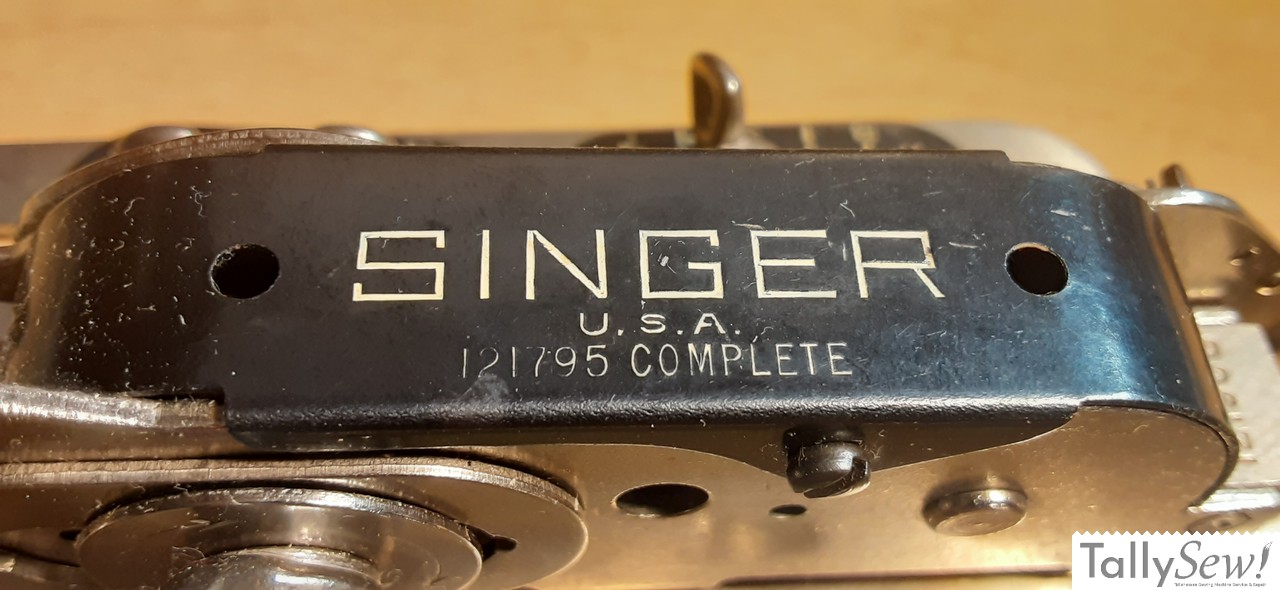 SINGER
U.S.A.
121795 COMPLETE
TallySew!